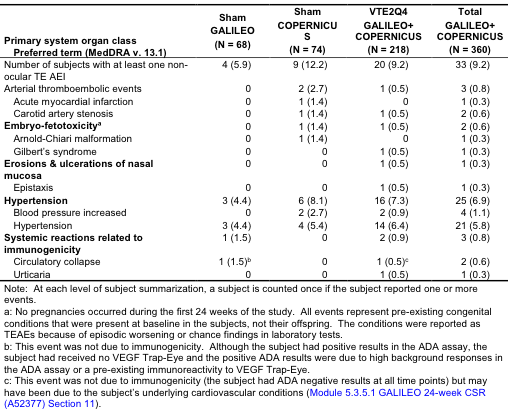 Primary system organ class
Preferred term (MedDRA v. 13.1)
Sham
GALILEO
(N = 68)
Sham
COPERNICU
S
(N = 74)
VTE2Q4
GALILEO+
COPERNICUS
(N = 218)
Total
GALILEO+
COPERNICUS
(N = 360)
Number of subjects with at least one non-
ocular TE AEI 4 (5.9) 9 (12.2) 20 (9.2) 33 (9.2)
Arterial thromboembolic events 0 2 (2.7) 1 (0.5) 3 (0.8)
Acute myocardial infarction 0 1 (1.4) 0 1 (0.3)
Carotid artery stenosis 0 1 (1.4) 1 (0.5) 2 (0.6)
Embryo-fetotoxicityª 0 1 (1.4) 1 (0.5) 2 (0.6)
Arnold-Chiari malformation 0 1 (1.4) 0 1 (0.3)
Gilbert's syndrome 0 0 1 (0.5) 1 (0.3)
Erosions & ulcerations of nasal 0 0 1 (0.5) 1 (0.3)
mucosa
Epistaxis 0 0 1 (0.5) 1 (0.3)
Hypertension 3 (4.4) 6 (8.1) 16 (7.3) 25 (6.9)
Blood pressure increased 0 2 (2.7) 2 (0.9) 4 (1.1)
Hypertension 3 (4.4) 4 (5.4) 14 (6.4) 21 (5.8)
Systemic reactions related to 1 (1.5) 0 2 (0.9) 3 (0.8)
immunogenicity
Circulatory collapse 1 (1.5)ᵇ 0 1 (0.5)ᶜ 2 (0.6)
Urticaria 0 0 1 (0.5) 1 (0.3)
Note: At each level of subject summarization, a subject is counted once if the subject reported one or more
events.
a: No pregnancies occurred during the first 24 weeks of the study. All events represent pre-existing congenital
conditions that were present at baseline in the subjects, not their offspring. The conditions were reported as
TEAEs because of episodic worsening or chance findings in laboratory tests.
b: This event was not due to immunogenicity. Although the subject had positive results in the ADA assay, the
subject had received no VEGF Trap-Eye and the positive ADA results were due to high background responses in
the ADA assay or a pre-existing immunoreactivity to VEGF Trap-Eye.
c: This event was not due to immunogenicity (the subject had ADA negative results at all time points) but may
have been due to the subject's underlying cardiovascular conditions (Module 5.3.5.1 GALILEO 24-week CSR
(A52377) Section 11).